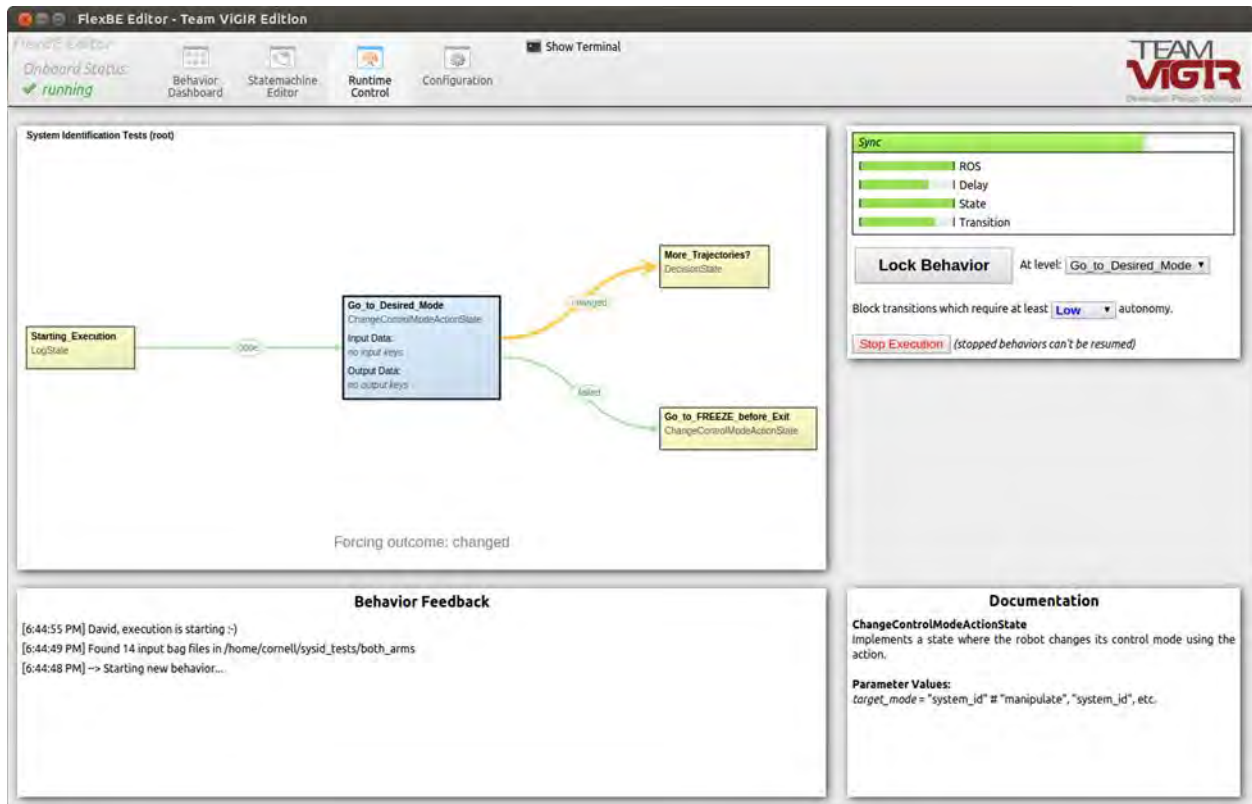 FlexBE Editor - Team ViGIR Edition
FlexBE Editor
Onboard Status:
running
Behavior
Dashboard
Statemachine
Editor
Runtime
Control
Configuration
Show Terminal
TEAM
ViGIR
System Identification Tests (root)
Starting_Execution
LogState
done
Go_to_Desired_Mode
ChangeControlModeActionState
Input Data:
no input keys
Output Data:
no output keys
changed
failed
More_Trajectories?
DecisionState
Go_to_FREEZE_before_Exit
ChangeControlModeActionState
Forcing outcome: changed
Sync
ROS
Delay
State
Transition
Lock Behavior
At level: Go_to_Desired_Mode
Block transitions which require at least Low autonomy.
Stop Execution (stopped behaviors can't be resumed)
Behavior Feedback
[6:44:55 PM] David, execution is starting :-)
[6:44:49 PM] Found 14 input bag files in /home/cornell/sysid_tests/both_arms
[6:44:48 PM] --> Starting new behavior...
Documentation
ChangeControlModeActionState
Implements a state where the robot changes its control mode using the
action.
Parameter Values:
target_mode = "system_id" # "manipulate", "system_id", etc.